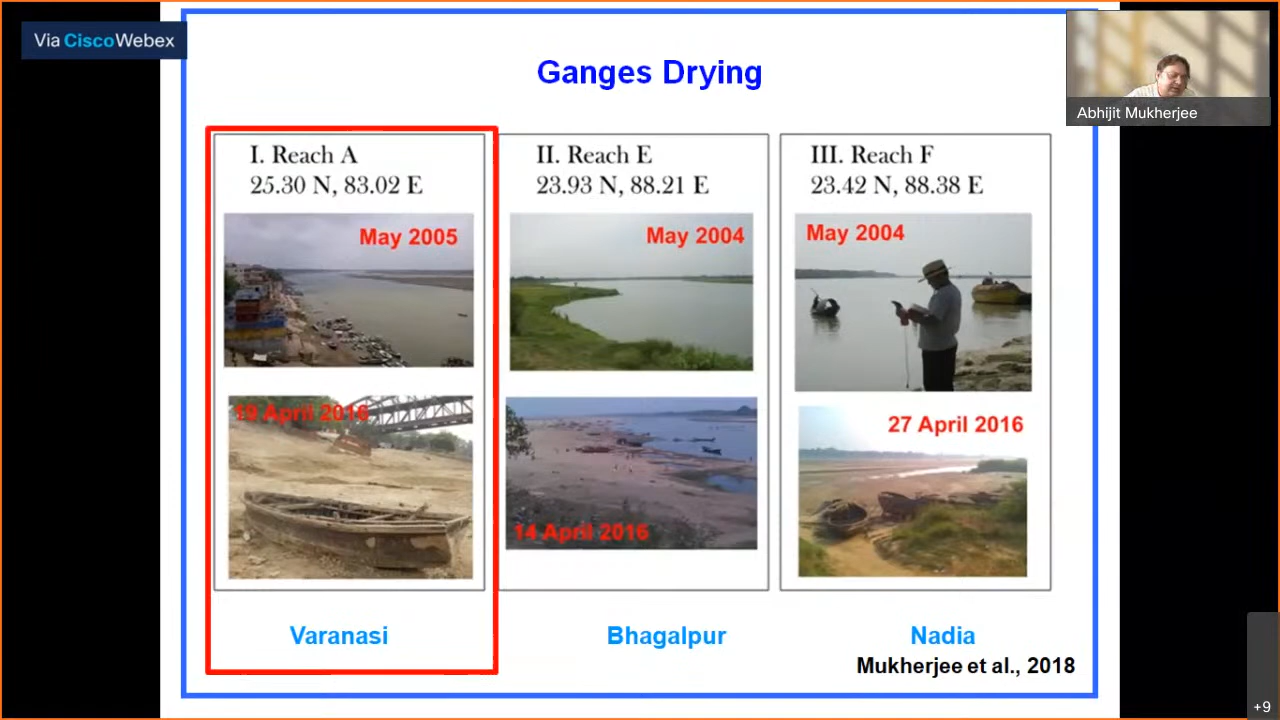 Via CiscoWebex
Ganges Drying
Abhijit Mukherjee
I. Reach A
25.30 N, 83.02 E
May 2005
19 April 2016
Varanasi
II. Reach E
23.93 N, 88.21 E
May 2004
14 April 2016
Bhagalpur
III. Reach F
23.42 N, 88.38 E
May 2004
27 April 2016
Nadia
Mukherjee et al., 2018
+9